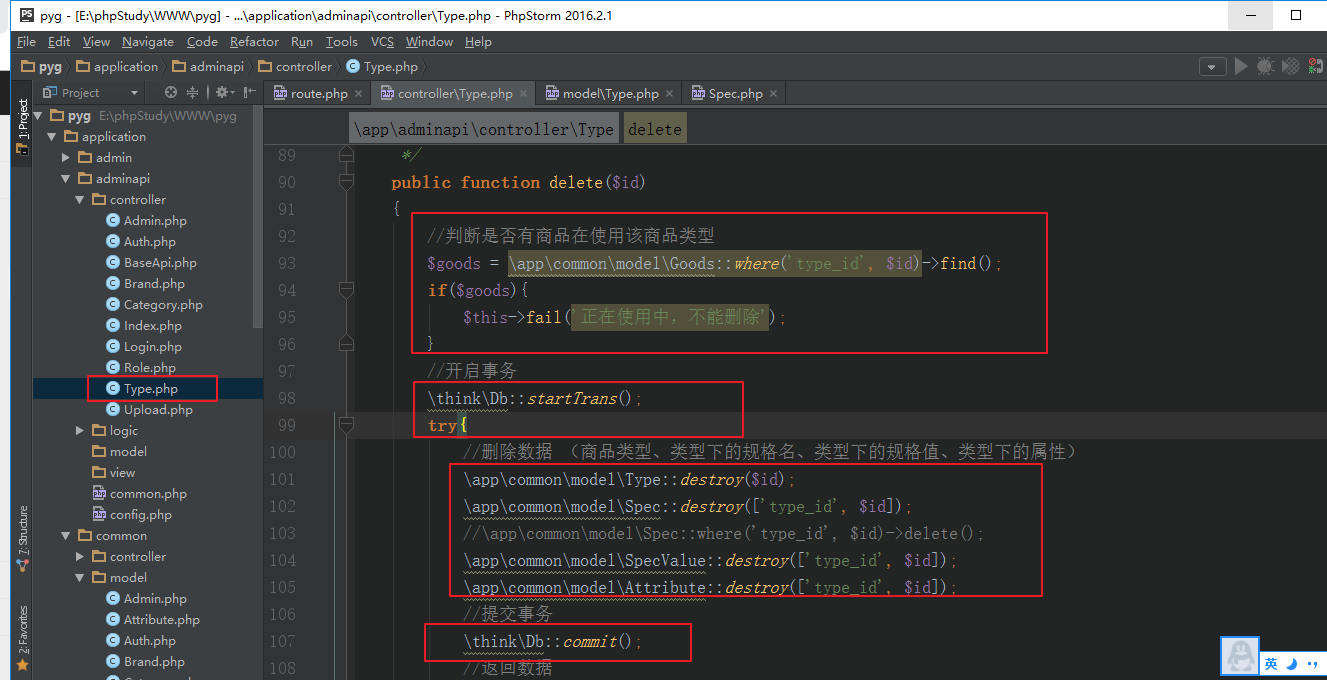 pyg - [E:\phpStudy\WWW\pyg] - ...\application\adminapi\controller\Type.php - PhpStorm 2016.2.1
File Edit View Navigate Code Refactor Run Tools VCS Window Help
pyg application adminapi controller Type.php
Project
route.php controller\Type.php model\Type.php Spec.php
1: Project
7: Structure
2: Favorites
pyg E:\phpStudy\WWW\pyg
application
admin
adminapi
controller
Admin.php
Auth.php
BaseApi.php
Brand.php
Category.php
Index.php
Login.php
Role.php
Type.php
Upload.php
logic
model
view
common.php
config.php
common
controller
model
Admin.php
Attribute.php
Auth.php
Brand.php
\app\adminapi\controller\Type delete
89 */
90 public function delete($id)
91 {
92 //判断是否有商品在使用该商品类型
93 $goods = \app\common\model\Goods::where('type_id', $id)->find();
94 if($goods){
95 $this->fail('正在使用中，不能删除');
96 }
97 //开启事务
98 \think\Db::startTrans();
99 try{
100 //删除数据 （商品类型、类型下的规格名、类型下的规格值、类型下的属性）
101 \app\common\model\Type::destroy($id);
102 \app\common\model\Spec::destroy(['type_id', $id]);
103 //\app\common\model\Spec::where('type_id', $id)->delete();
104 \app\common\model\SpecValue::destroy(['type_id', $id]);
105 \app\common\model\Attribute::destroy(['type_id', $id]);
106 //提交事务
107 \think\Db::commit();
108 //返回数据
英